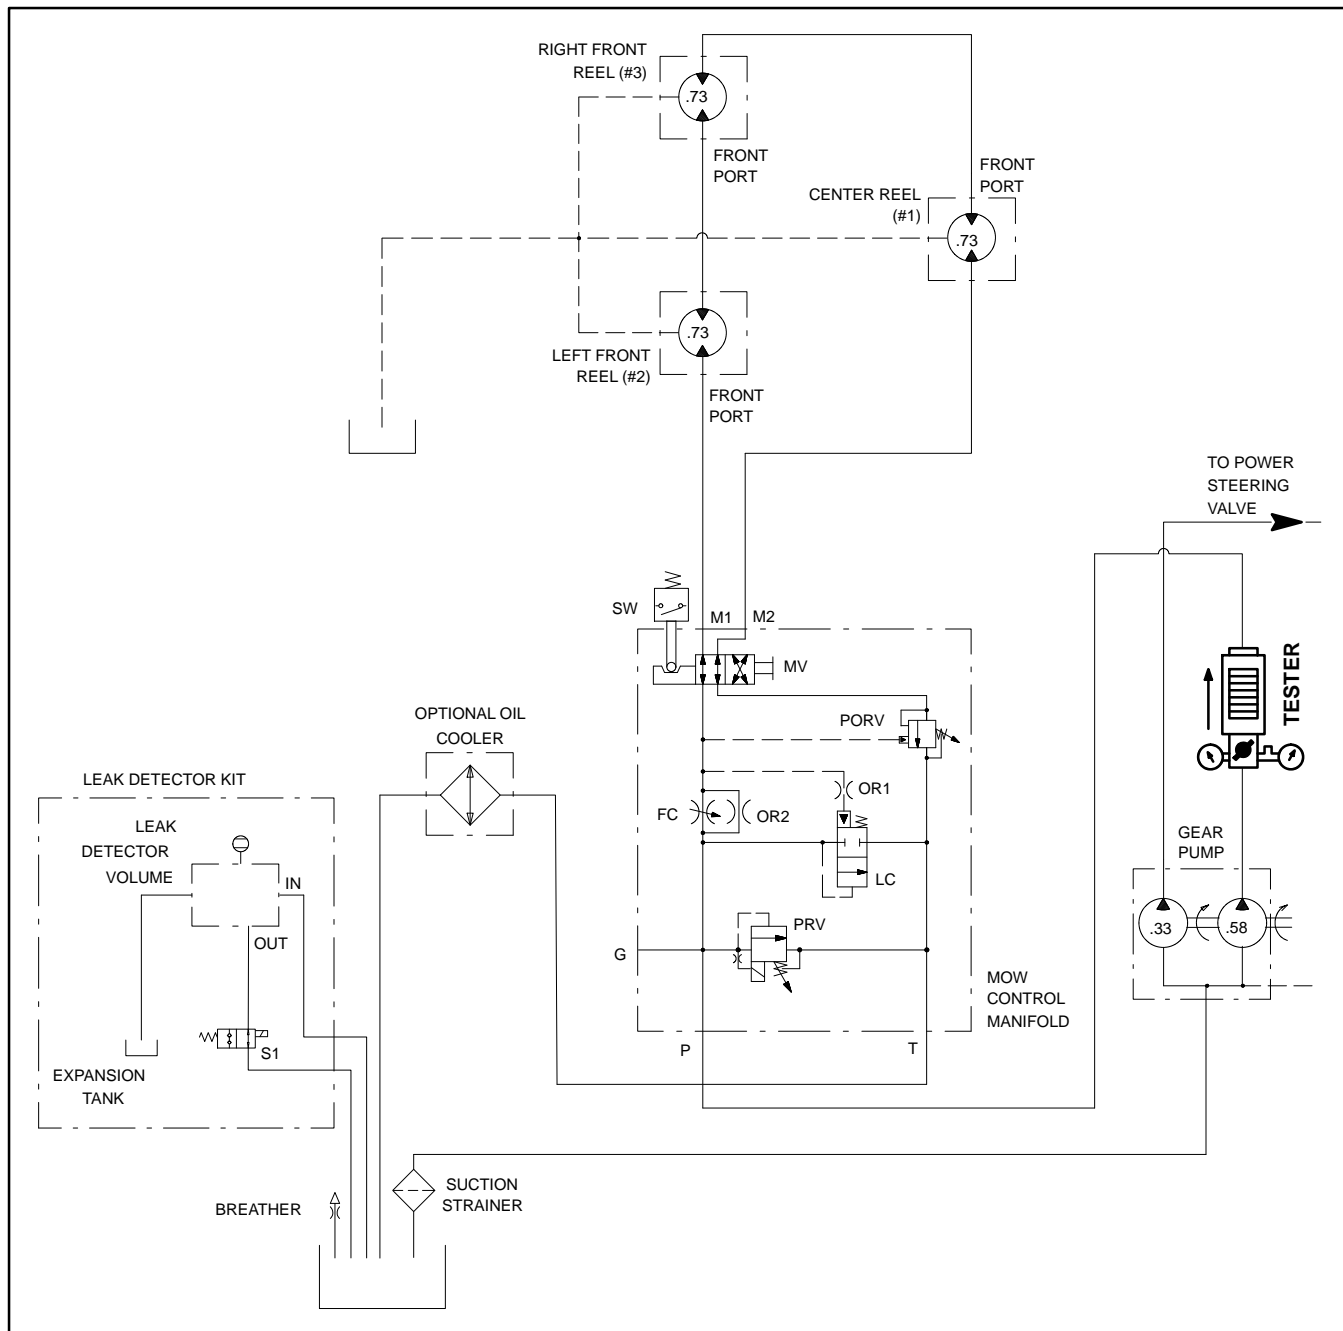 RIGHT FRONT
REEL (#3)
.73
FRONT
PORT
CENTER REEL
(#1)
FRONT
PORT
.73
.73
LEFT FRONT
REEL (#2)
FRONT
PORT
TO POWER
STEERING
VALVE
SW
M1
M2
MV
TESTER
OPTIONAL OIL
COOLER
PORV
LEAK DETECTOR KIT
LEAK
DETECTOR
VOLUME
IN
OUT
FC
OR2
OR1
LC
GEAR
PUMP
.33
.58
PRV
G
MOW
CONTROL
MANIFOLD
P
T
S1
EXPANSION
TANK
BREATHER
SUCTION
STRAINER